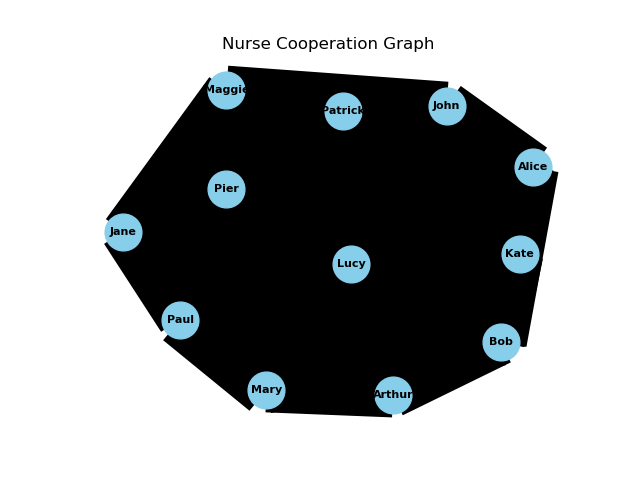 Nurse Cooperation Graph
Maggie
Patrick
John
Alice
Pier
Jane
Kate
Lucy
Paul
Bob
Mary
Arthur